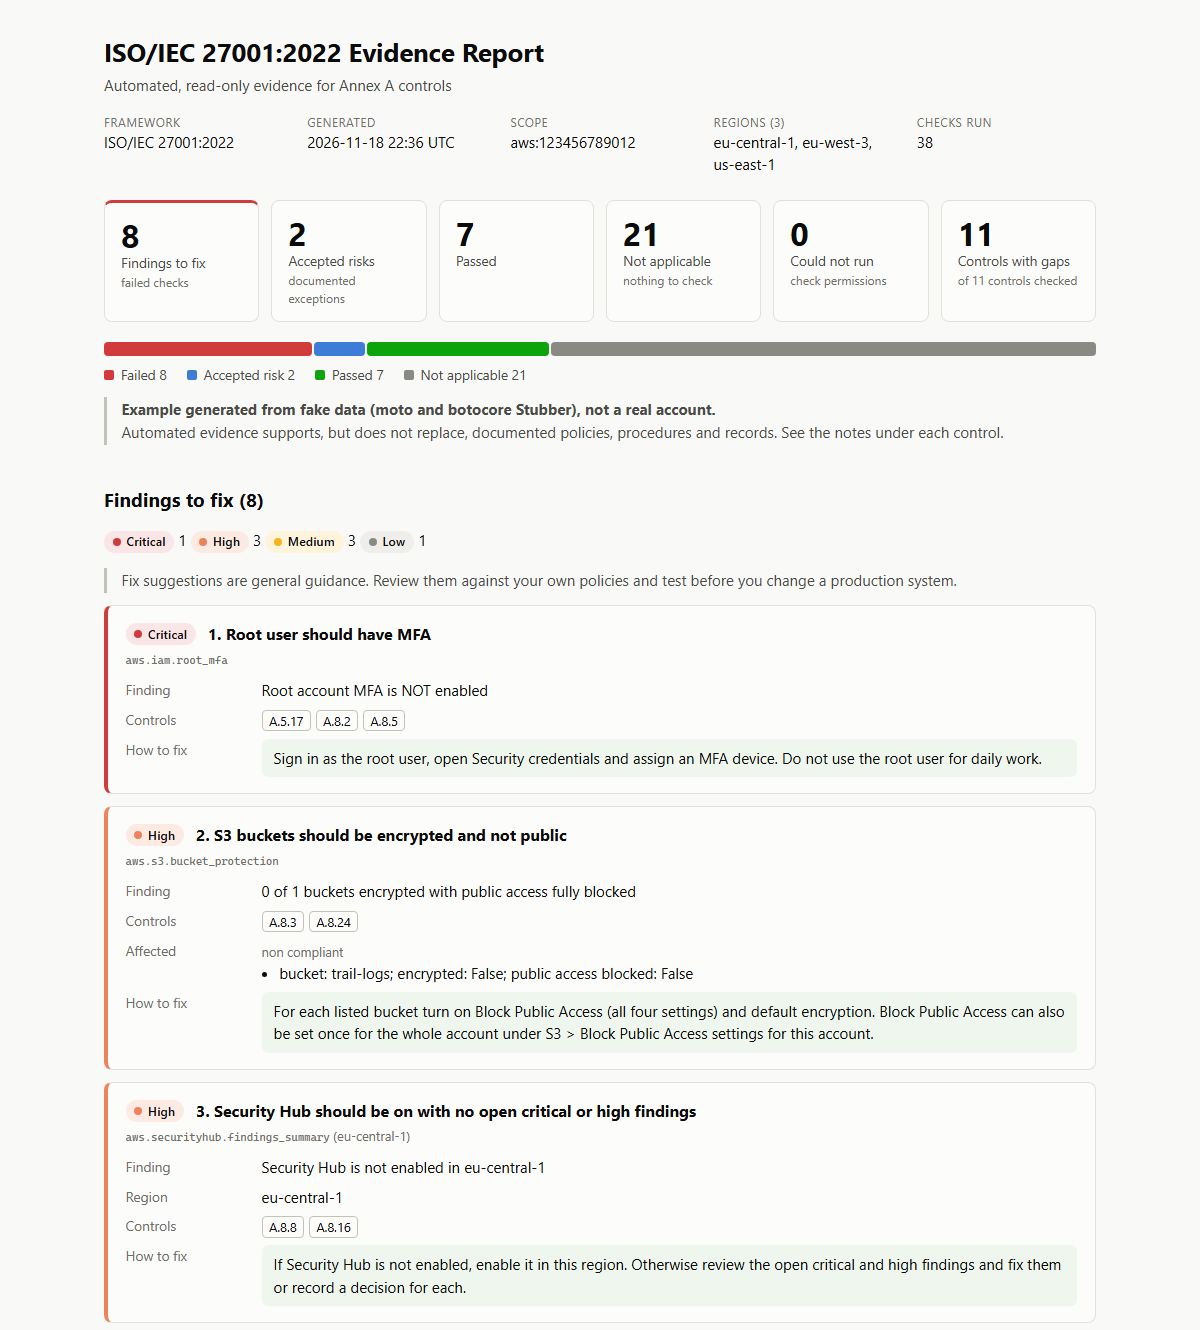 ISO/IEC 27001:2022 Evidence Report
Automated, read-only evidence for Annex A controls
FRAMEWORK
ISO/IEC 27001:2022
GENERATED
2026-11-18 22:36 UTC
SCOPE
aws:123456789012
REGIONS (3)
eu-central-1, eu-west-3,
us-east-1
CHECKS RUN
38
8
Findings to fix
failed checks
2
Accepted risks
documented
exceptions
7
Passed
21
Not applicable
nothing to check
0
Could not run
check permissions
11
Controls with gaps
of 11 controls checked
Failed 8 Accepted risk 2 Passed 7 Not applicable 21
Example generated from fake data (moto and botocore Stubber), not a real account.
Automated evidence supports, but does not replace, documented policies, procedures and records. See the notes under each control.
Findings to fix (8)
Critical 1 High 3 Medium 3 Low 1
Fix suggestions are general guidance. Review them against your own policies and test before you change a production system.
Critical 1. Root user should have MFA
aws.iam.root_mfa
Finding Root account MFA is NOT enabled
Controls A.5.17 A.8.2 A.8.5
How to fix Sign in as the root user, open Security credentials and assign an MFA device. Do not use the root user for daily work.
High 2. S3 buckets should be encrypted and not public
aws.s3.bucket_protection
Finding 0 of 1 buckets encrypted with public access fully blocked
Controls A.8.3 A.8.24
Affected non compliant
• bucket: trail-logs; encrypted: False; public access blocked: False
How to fix For each listed bucket turn on Block Public Access (all four settings) and default encryption. Block Public Access can also
be set once for the whole account under S3 > Block Public Access settings for this account.
High 3. Security Hub should be on with no open critical or high findings
aws.securityhub.findings_summary (eu-central-1)
Finding Security Hub is not enabled in eu-central-1
Region eu-central-1
Controls A.8.8 A.8.16
How to fix If Security Hub is not enabled, enable it in this region. Otherwise review the open critical and high findings and fix them
or record a decision for each.